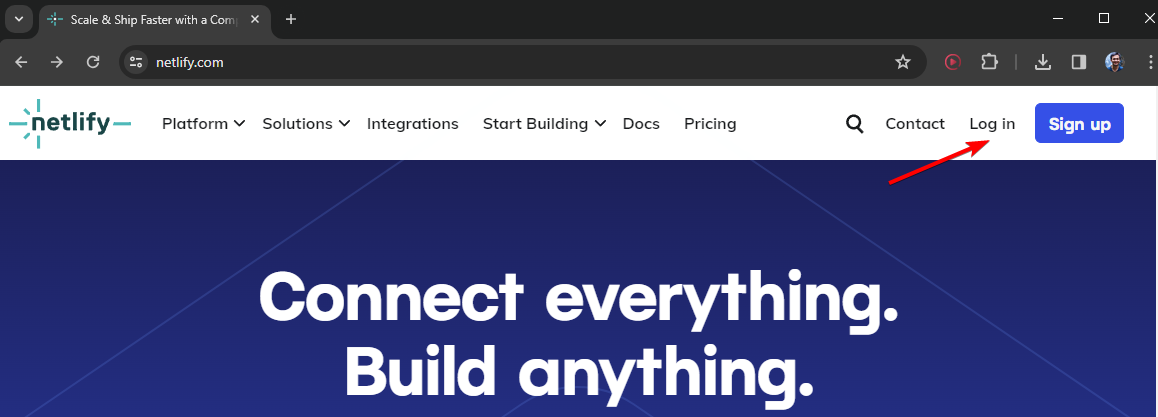 Scale & Ship Faster with a Com
netlify.com
netlify Platform Solutions Integrations Start Building Docs Pricing Contact Log in Sign up
Connect everything.
Build anything.